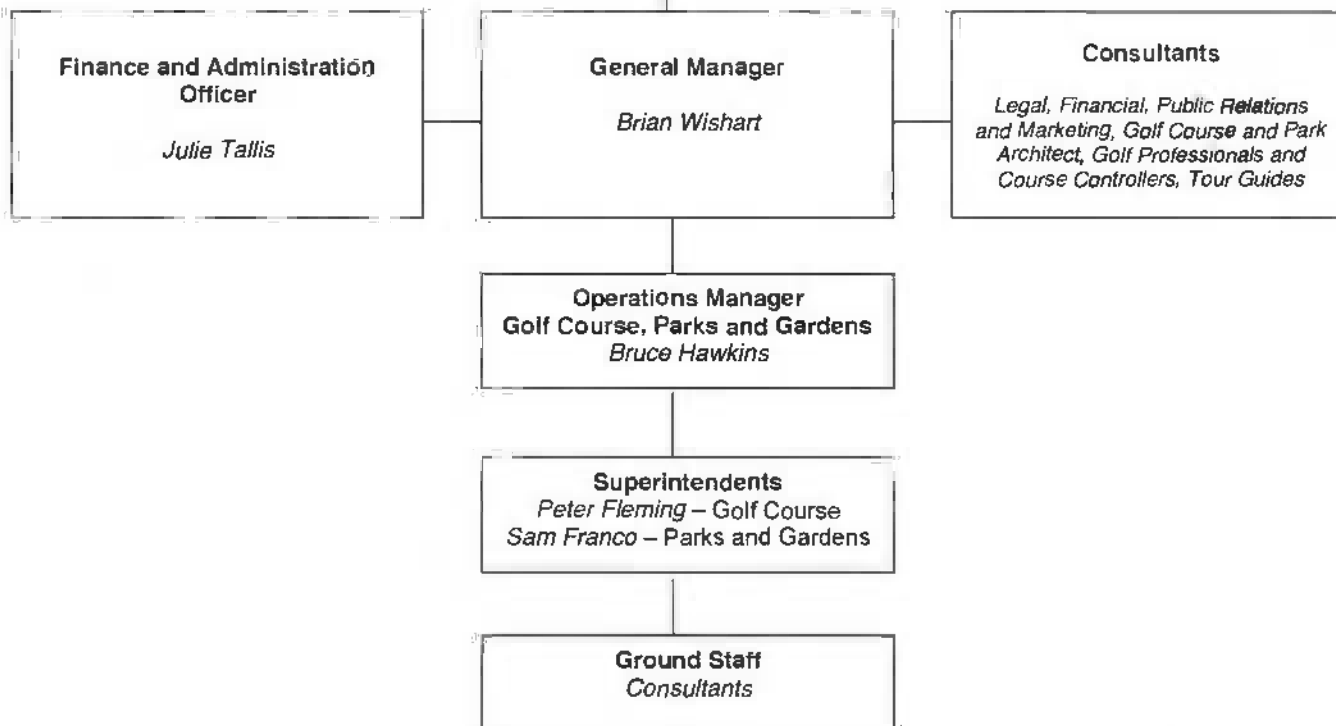 Finance and Administration
Officer
Julie Tallis
General Manager
Brian Wishart
Consultants
Legal, Financial, Public Relations
and Marketing, Golf Course and Park
Architect, Golf Professionals and
Course Controllers, Tour Guides
Operations Manager
Golf Course, Parks and Gardens
Bruce Hawkins
Superintendents
Peter Fleming – Golf Course
Sam Franco – Parks and Gardens
Ground Staff
Consultants